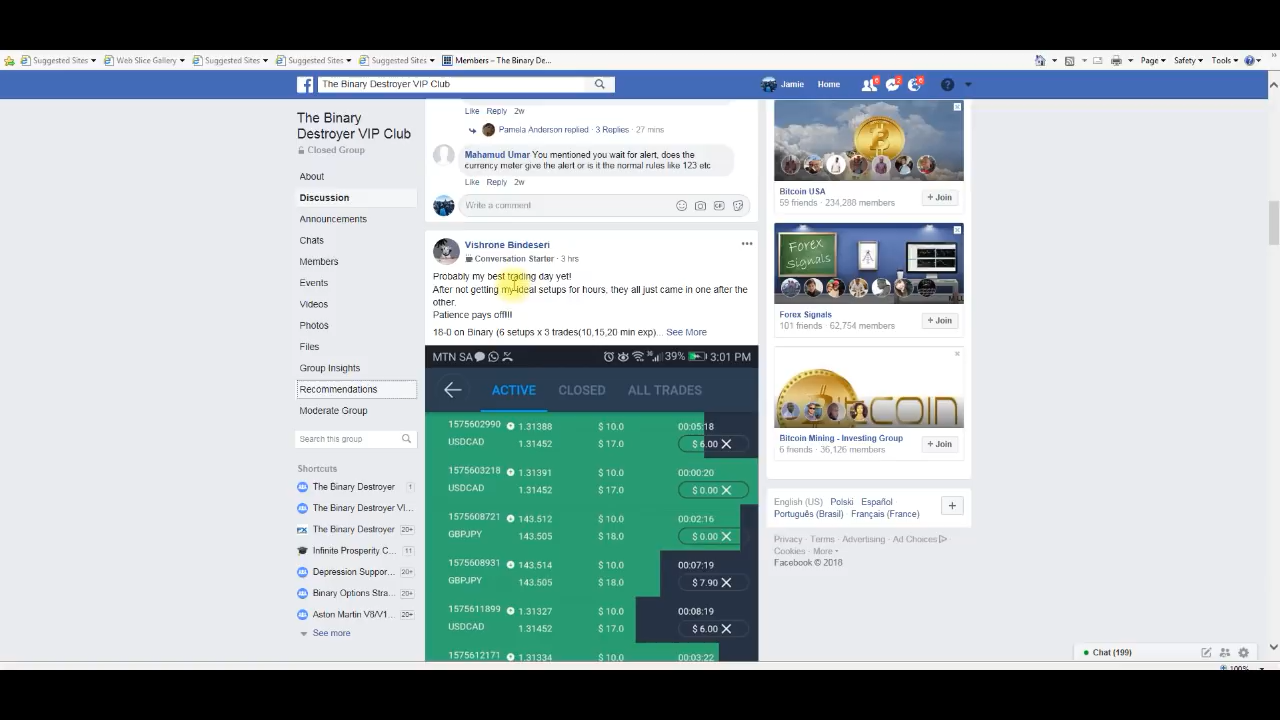 Suggested Sites
Web Slice Gallery
Suggested Sites
Suggested Sites
Suggested Sites
Members – The Binary De...
Page
Safety
Tools
The Binary Destroyer VIP Club
Jamie
Home
The Binary
Destroyer VIP Club
Closed Group
About
Discussion
Announcements
Chats
Members
Events
Videos
Photos
Files
Group Insights
Recommendations
Moderate Group
Search this group
Shortcuts
The Binary Destroyer 1
The Binary Destroyer VI...
The Binary Destroyer 20+
Infinite Prosperity C... 11
Depression Suppor... 20+
Binary Options Stra... 20+
Aston Martin V8/V1... 20+
See more
Like Reply 2w
Pamela Anderson replied · 3 Replies · 27 mins
Mahamud Umar You mentioned you wait for alert, does the
currency meter give the alert or is it the normal rules like 123 etc
Like Reply 2w
Write a comment
Vishrone Bindeseri
Conversation Starter · 3 hrs
Probably my best trading day yet!
After not getting my ideal setups for hours, they all just came in one after the
other.
Patience pays off!!!
18-0 on Binary (6 setups x 3 trades(10,15,20 min exp)... See More
MTN SA 39% 3:01 PM
ACTIVE CLOSED ALL TRADES
1575602990 1.31388 $ 10.0 00:05:18
USDCAD 1.31452 $ 17.0 $ 6.00 X
1575603218 1.31391 $ 10.0 00:00:20
USDCAD 1.31452 $ 17.0 $ 0.00 X
1575608721 143.512 $ 10.0 00:02:16
GBPJPY 143.505 $ 18.0 $ 0.00 X
1575608931 143.514 $ 10.0 00:07:19
GBPJPY 143.505 $ 18.0 $ 7.90 X
1575611899 1.31327 $ 10.0 00:08:19
USDCAD 1.31452 $ 17.0 $ 6.00 X
1575612171 1.31334 $ 10.0 00:03:22
Bitcoin USA
59 friends · 234,288 members
+ Join
Forex
Signals
Forex Signals
101 friends · 62,754 members
+ Join
BITCOIN
Bitcoin Mining - Investing Group
6 friends · 36,126 members
+ Join
English (US) Polski Español
Português (Brasil) Français (France)
Privacy · Terms · Advertising · Ad Choices
Cookies · More
Facebook © 2018
Chat (199)
100%